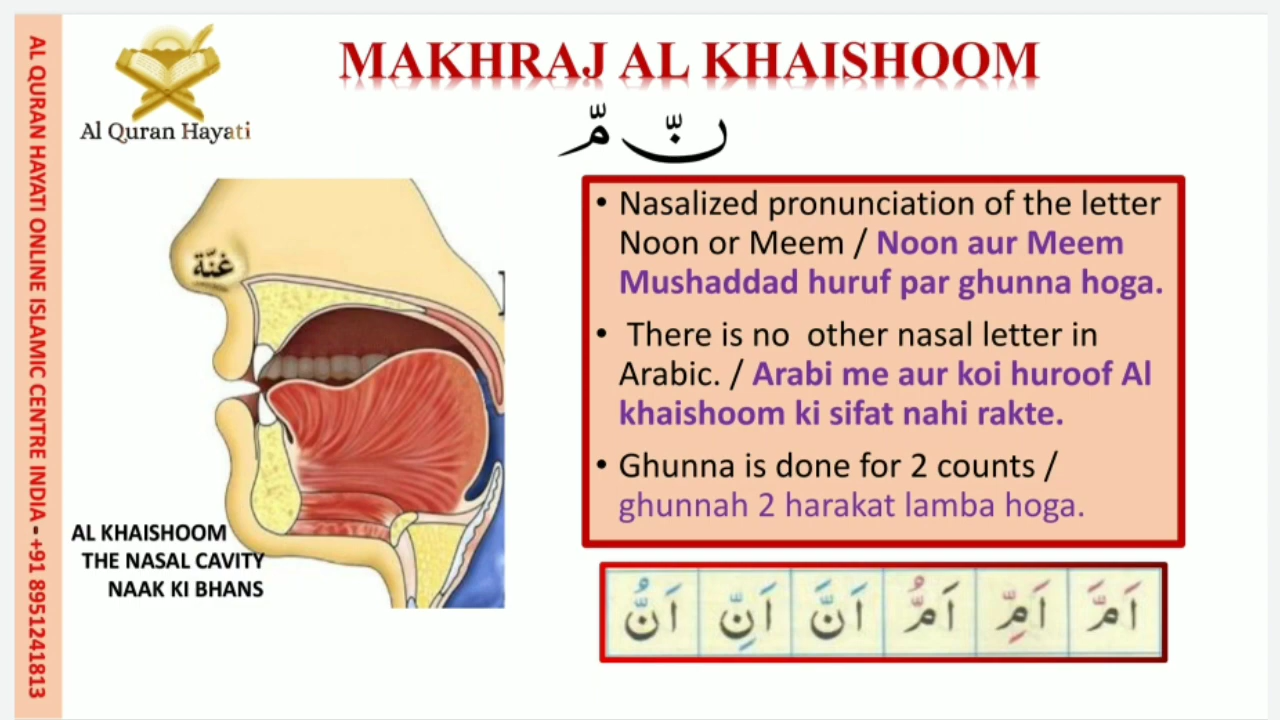 AL QURAN HAYATI ONLINE ISLAMIC CENTRE INDIA - +91 8951241813
Al Quran Hayati
MAKHRAJ AL KHAISHOOM
نّ مّ
غنّة
• Nasalized pronunciation of the letter
Noon or Meem / Noon aur Meem
Mushaddad huruf par ghunna hoga.
• There is no other nasal letter in
Arabic. / Arabi me aur koi huroof Al
khaishoom ki sifat nahi rakte.
• Ghunna is done for 2 counts /
ghunnah 2 harakat lamba hoga.
AL KHAISHOOM
THE NASAL CAVITY
NAAK KI BHANS
اَمَّ اَمِّ اَمُّ اَنَّ اَنِّ اَنُّ